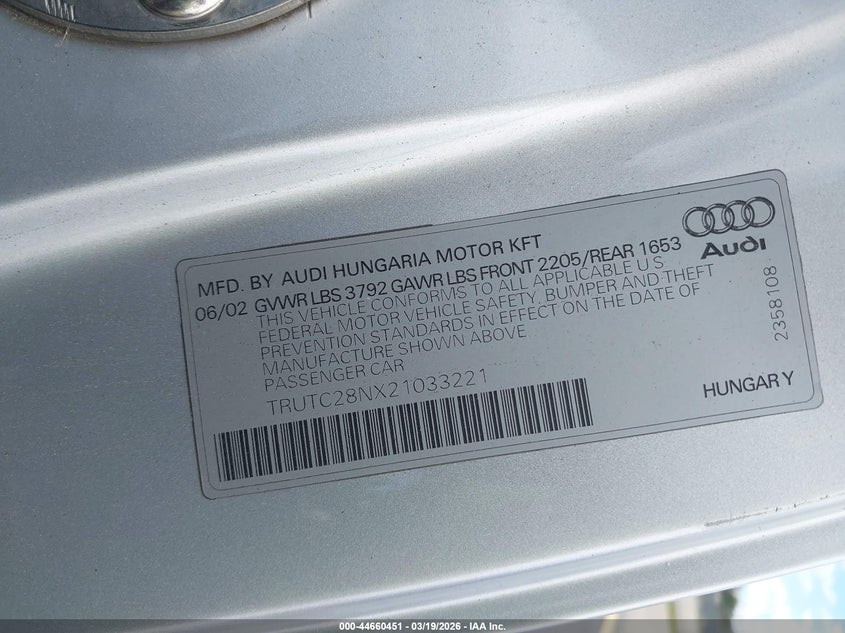 MFD. BY AUDI HUNGARIA MOTOR KFT
06/02 GVWR LBS 3792 GAWR LBS FRONT 2205/REAR 1653
THIS VEHICLE CONFORMS TO ALL APPLICABLE U S
FEDERAL MOTOR VEHICLE SAFETY, BUMPER AND THEFT
PREVENTION STANDARDS IN EFFECT ON THE DATE OF
MANUFACTURE SHOWN ABOVE
PASSENGER CAR
TRUTC28NX21033221
Audi
2358108
HUNGARY
000-44660451 - 03/19/2026 - IAA Inc.